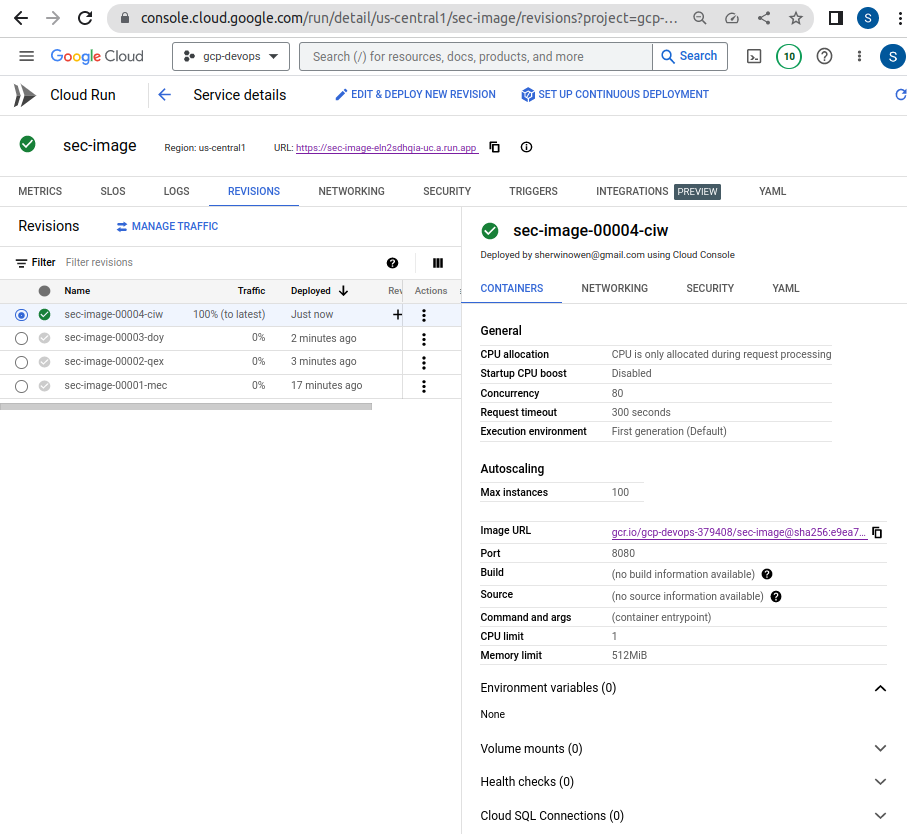 console.cloud.google.com/run/detail/us-central1/sec-image/revisions?project=gcp-...
S
Google Cloud
gcp-devops
Search (/) for resources, docs, products, and more
Search
10
S
Cloud Run
Service details
EDIT & DEPLOY NEW REVISION
SET UP CONTINUOUS DEPLOYMENT
sec-image
Region: us-central1
URL: https://sec-image-eln2sdhqia-uc.a.run.app
METRICS SLOS LOGS REVISIONS NETWORKING SECURITY TRIGGERS INTEGRATIONS PREVIEW YAML
Revisions
MANAGE TRAFFIC
Filter Filter revisions
Name Traffic Deployed Rev Actions
sec-image-00004-ciw 100% (to latest) Just now
sec-image-00003-doy 0% 2 minutes ago
sec-image-00002-qex 0% 3 minutes ago
sec-image-00001-mec 0% 17 minutes ago
sec-image-00004-ciw
Deployed by sherwinowen@gmail.com using Cloud Console
CONTAINERS NETWORKING SECURITY YAML
General
CPU allocation CPU is only allocated during request processing
Startup CPU boost Disabled
Concurrency 80
Request timeout 300 seconds
Execution environment First generation (Default)
Autoscaling
Max instances 100
Image URL gcr.io/gcp-devops-379408/sec-image@sha256:e9ea7...
Port 8080
Build (no build information available)
Source (no source information available)
Command and args (container entrypoint)
CPU limit 1
Memory limit 512MiB
Environment variables (0)
None
Volume mounts (0)
Health checks (0)
Cloud SQL Connections (0)